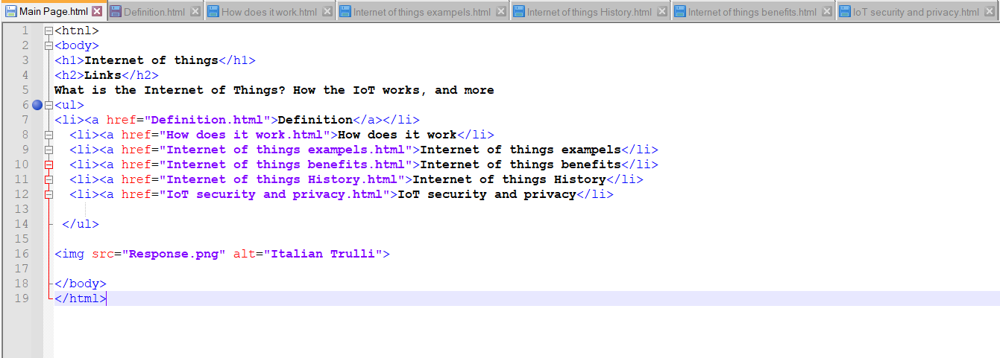 Main Page.html Definition.html How does it work.html Internet of things exampels.html Internet of things History.html Internet of things benefits.html IoT security and privacy.html
1 <htnl>
2 <body>
3 <h1>Internet of things</h1>
4 <h2>Links</h2>
5 What is the Internet of Things? How the IoT works, and more
6 <ul>
7 <li><a href="Definition.html">Definition</a></li>
8 <li><a href="How does it work.html">How does it work</li>
9 <li><a href="Internet of things exampels.html">Internet of things exampels</li>
10 <li><a href="Internet of things benefits.html">Internet of things benefits</li>
11 <li><a href="Internet of things History.html">Internet of things History</li>
12 <li><a href="IoT security and privacy.html">IoT security and privacy</li>
13
14 </ul>
15
16 <img src="Response.png" alt="Italian Trulli">
17
18 </body>
19 </html>